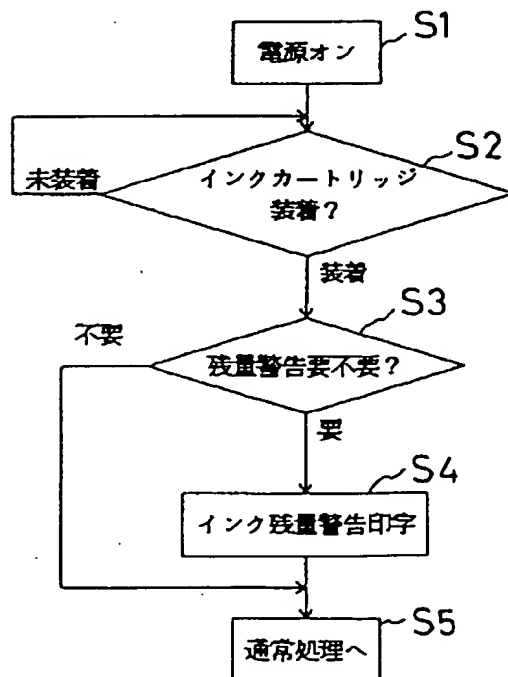 S1
電源オン
S2
インクカートリッジ
装着?
未装着
装着
S3
不要
残量警告要不要?
要
S4
インク残量警告印字
S5
通常処理へ